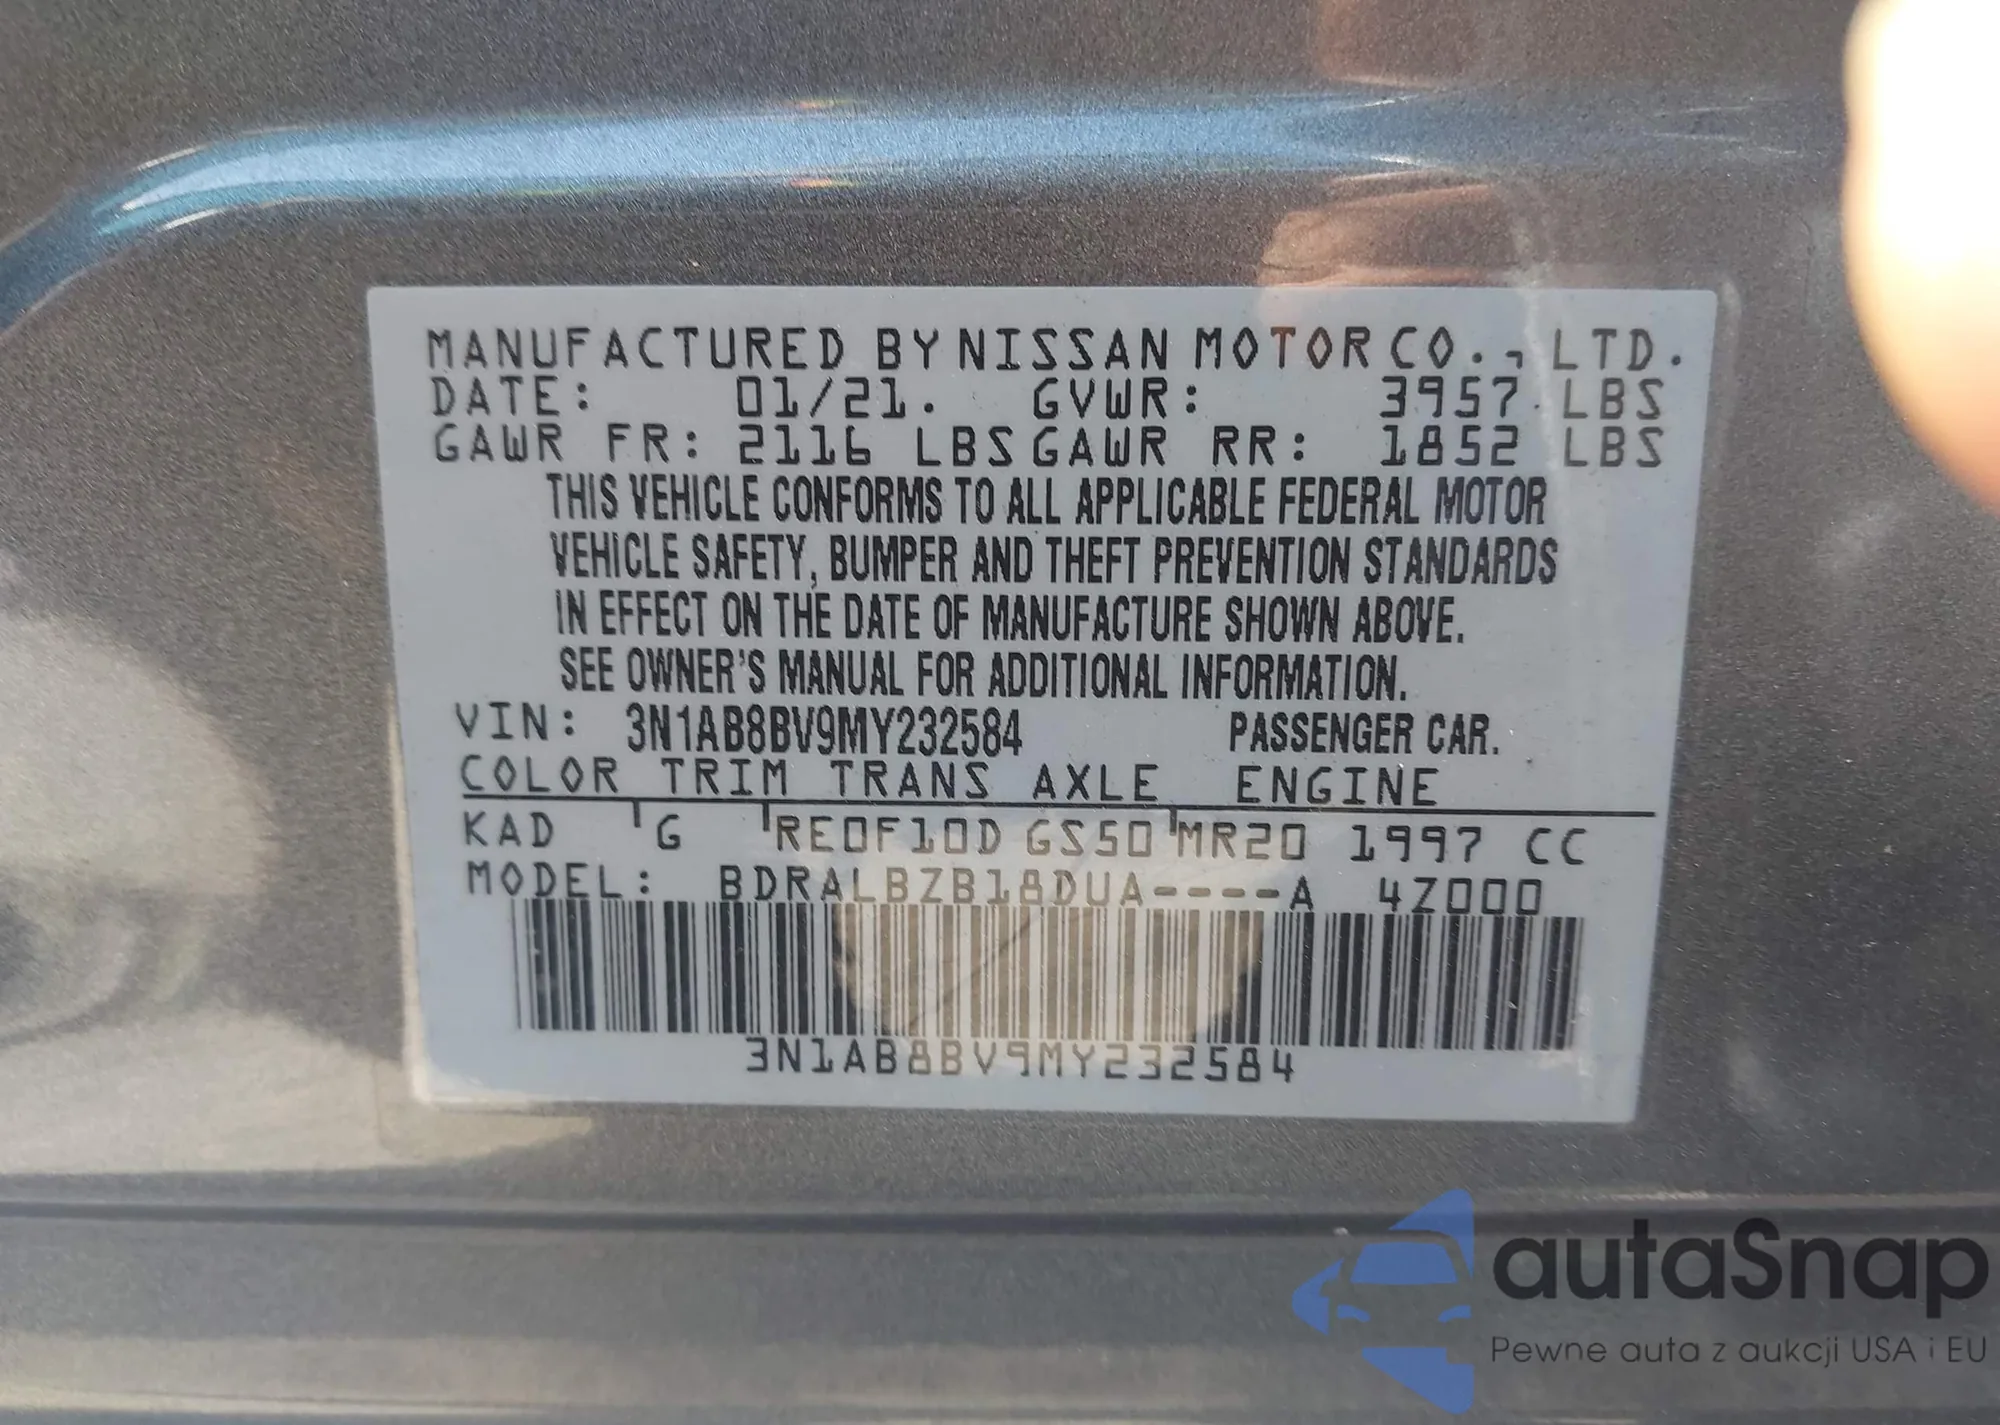 MANUFACTURED BY NISSAN MOTOR CO., LTD.
DATE: 01/21. GVWR: 3957 LBS
GAWR FR: 2116 LBS GAWR RR: 1852 LBS
THIS VEHICLE CONFORMS TO ALL APPLICABLE FEDERAL MOTOR
VEHICLE SAFETY, BUMPER AND THEFT PREVENTION STANDARDS
IN EFFECT ON THE DATE OF MANUFACTURE SHOWN ABOVE.
SEE OWNER'S MANUAL FOR ADDITIONAL INFORMATION.
VIN: 3N1AB8BV9MY232584 PASSENGER CAR.
COLOR TRIM TRANS AXLE ENGINE
KAD G RE0F10D GS50 MR20 1997 CC
MODEL: BDRALBZB18DUA----A 4Z000
3N1AB8BV9MY232584
autaSnap
Pewne auta z aukcji USA i EU